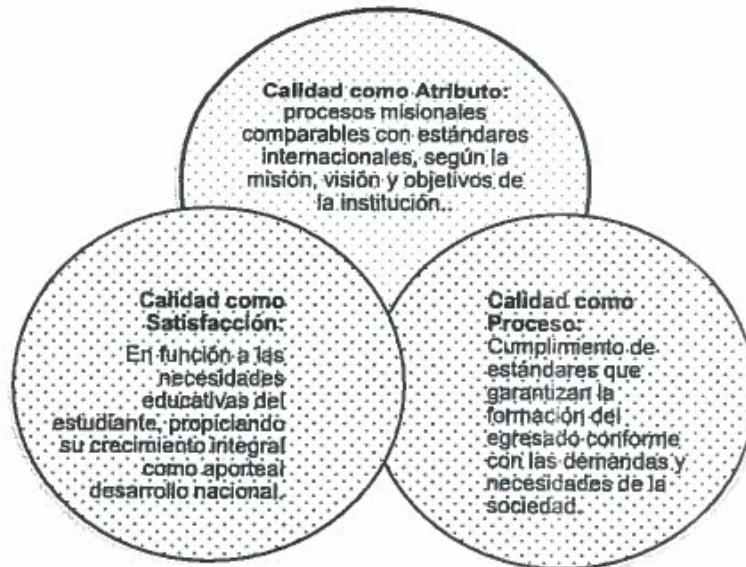 Calidad como Atributo:
procesos misionales
comparables con estándares
internacionales, según la
misión, visión y objetivos de
la institución..
Calidad como
Satisfacción:
En función a las
necesidades
educativas del
estudiante, propiciando
su crecimiento integral
como aporteal
desarrollo nacional.
Calidad como
Proceso:
Cumplimiento de
estándares que
garantizan la
formación del
egresado conforme
con las demandas y
necesidades de la
sociedad.